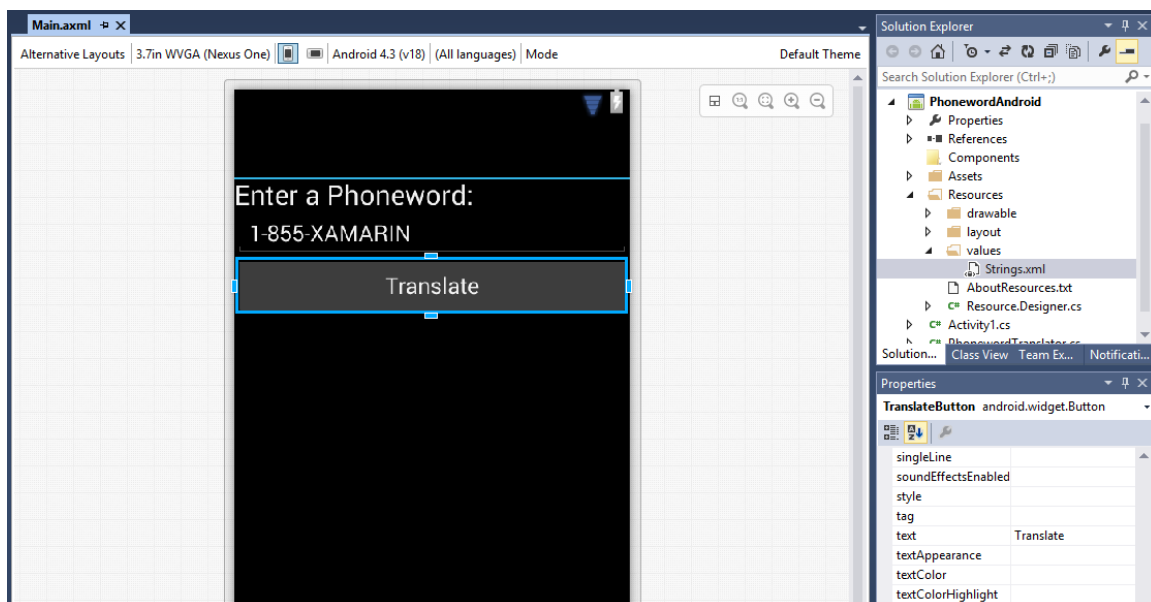 Main.axml
Alternative Layouts 3.7in WVGA (Nexus One) Android 4.3 (v18) (All languages) Mode Default Theme
Enter a Phoneword:
1-855-XAMARIN
Translate
Solution Explorer
Search Solution Explorer (Ctrl+;)
PhonewordAndroid
Properties
References
Components
Assets
Resources
drawable
layout
values
Strings.xml
AboutResources.txt
C# Resource.Designer.cs
C# Activity1.cs
C# PhonewordTranslator.cs
Solution... Class View Team Ex... Notificati...
Properties
TranslateButton android.widget.Button
singleLine
soundEffectsEnabled
style
tag
text Translate
textAppearance
textColor
textColorHighlight